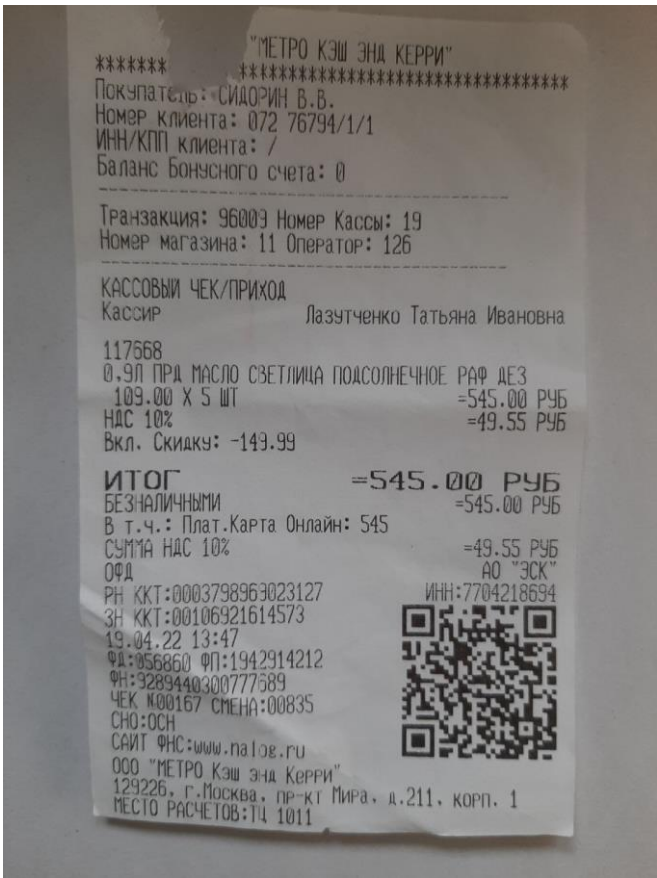 "МЕТРО КЭШ ЭНД КЕРРИ"
******* *********************************
Покупатель: СИДОРИН В.В.
Номер клиента: 072 76794/1/1
ИНН/КПП клиента: /
Баланс Бонусного счета: 0
Транзакция: 96009 Номер Кассы: 19
Номер магазина: 11 Оператор: 126
КАССОВЫЙ ЧЕК/ПРИХОД
Кассир Лазутченко Татьяна Ивановна
117668
0.9Л ПРД МАСЛО СВЕТЛИЦА ПОДСОЛНЕЧНОЕ РАФ ДЕЗ
109.00 X 5 ШТ =545.00 РУБ
НДС 10% =49.55 РУБ
Вкл. Скидку: -149.99
ИТОГ =545.00 РУБ
БЕЗНАЛИЧНЫМИ =545.00 РУБ
В т.ч.: Плат.Карта Онлайн: 545
СУММА НДС 10% =49.55 РУБ
ОФД АО "ЭСК"
РН ККТ:0003798969023127 ИНН:7704218694
ЗН ККТ:00106921614573
19.04.22 13:47
ФД:056860 ФП:1942914212
ФН:9289440300777689
ЧЕК №00167 СМЕНА:00835
СНО:ОСН
САЙТ ФНС:www.nalog.ru
ООО "МЕТРО Кэш энд Керри"
129226, г.Москва, пр-кт Мира, д.211, корп. 1
МЕСТО РАСЧЕТОВ:ТЦ 1011